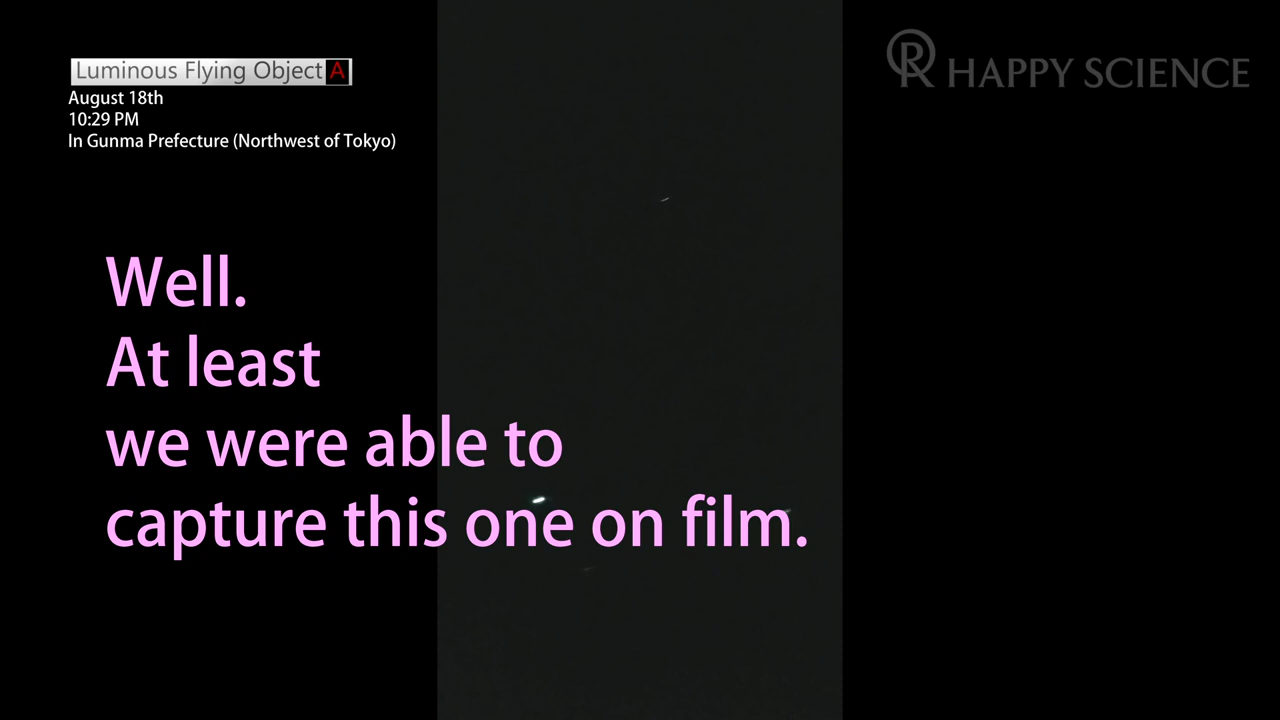 Luminous Flying Object A
August 18th
10:29 PM
In Gunma Prefecture (Northwest of Tokyo)
R HAPPY SCIENCE
Well.
At least
we were able to
capture this one on film.